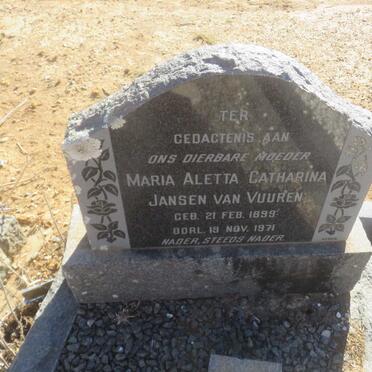 TER
GEDAGTENIS AAN
ONS DIERBARE MOEDER
MARIA ALETTA CATHARINA
JANSEN VAN VUUREN
GEB. 21 FEB. 1899
OORL. 19 NOV. 1971
NADER, STEEDS NADER